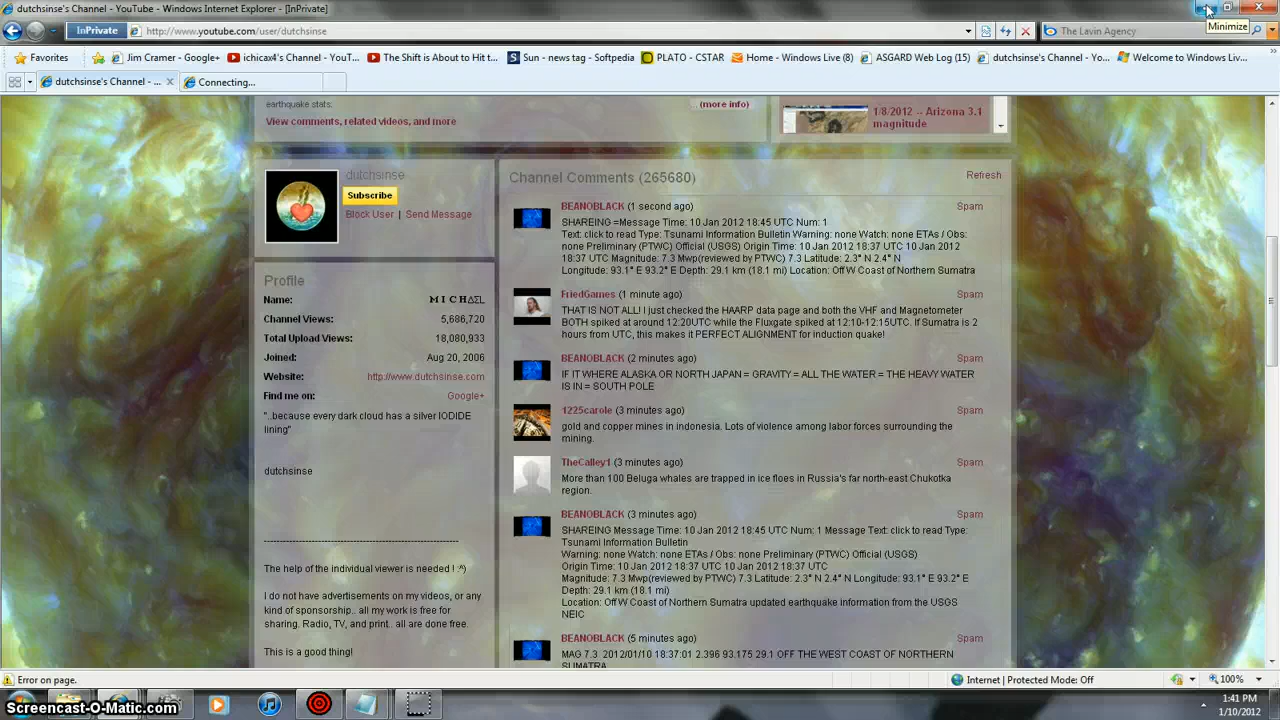 dutchsinse's Channel - YouTube - Windows Internet Explorer - [InPrivate]
InPrivate http://www.youtube.com/user/dutchsinse The Lavin Agency
Minimize
Favorites Jim Cramer - Google+ ichicax4's Channel - YouT... The Shift is About to Hit t... Sun - news tag - Softpedia PLATO - CSTAR Home - Windows Live (8) ASGARD Web Log (15) dutchsinse's Channel - Yo... Welcome to Windows Liv...
dutchsinse's Channel - ... Connecting...
earthquake stats:
(more info)
View comments, related videos, and more
1/8/2012 -- Arizona 3.1
magnitude
dutchsinse
Subscribe
Block User | Send Message
Profile
Name: M I C H ΔΣL
Channel Views: 5,686,720
Total Upload Views: 18,080,933
Joined: Aug 20, 2006
Website: http://www.dutchsinse.com
Find me on: Google+
"..because every dark cloud has a silver IODIDE
lining"
dutchsinse
------------------------------------------------
The help of the individual viewer is needed ! :^)
I do not have advertisements on my videos, or any
kind of sponsorship.. all my work is free for
sharing. Radio, TV, and print.. all are done free.
This is a good thing!
Channel Comments (265680)
Refresh
BEANOBLACK (1 second ago) Spam
SHAREING =Message Time: 10 Jan 2012 18:45 UTC Num: 1
Text: click to read Type: Tsunami Information Bulletin Warning: none Watch: none ETAs / Obs:
none Preliminary (PTWC) Official (USGS) Origin Time: 10 Jan 2012 18:37 UTC 10 Jan 2012
18:37 UTC Magnitude: 7.3 Mwp(reviewed by PTWC) 7.3 Latitude: 2.3° N 2.4° N
Longitude: 93.1° E 93.2° E Depth: 29.1 km (18.1 mi) Location: Off W Coast of Northern Sumatra
FriedGames (1 minute ago) Spam
THAT IS NOT ALL! I just checked the HAARP data page and both the VHF and Magnetometer
BOTH spiked at around 12:20UTC while the Fluxgate spiked at 12:10-12:15UTC. If Sumatra is 2
hours from UTC, this makes it PERFECT ALIGNMENT for induction quake!
BEANOBLACK (2 minutes ago) Spam
IF IT WHERE ALASKA OR NORTH JAPAN = GRAVITY = ALL THE WATER = THE HEAVY WATER
IS IN = SOUTH POLE
1225carole (3 minutes ago) Spam
gold and copper mines in indonesia. Lots of violence among labor forces surrounding the
mining.
TheCalley1 (3 minutes ago) Spam
More than 100 Beluga whales are trapped in ice floes in Russia's far north-east Chukotka
region.
BEANOBLACK (3 minutes ago) Spam
SHAREING Message Time: 10 Jan 2012 18:45 UTC Num: 1 Message Text: click to read Type:
Tsunami Information Bulletin
Warning: none Watch: none ETAs / Obs: none Preliminary (PTWC) Official (USGS)
Origin Time: 10 Jan 2012 18:37 UTC 10 Jan 2012 18:37 UTC
Magnitude: 7.3 Mwp(reviewed by PTWC) 7.3 Latitude: 2.3° N 2.4° N Longitude: 93.1° E 93.2° E
Depth: 29.1 km (18.1 mi)
Location: Off W Coast of Northern Sumatra updated earthquake information from the USGS
NEIC
BEANOBLACK (5 minutes ago) Spam
MAG 7.3 2012/01/10 18:37:01 2.396 93.175 29.1 OFF THE WEST COAST OF NORTHERN
SUMATRA
Error on page. Internet | Protected Mode: Off 100%
Screencast-O-Matic.com
1:41 PM
1/10/2012